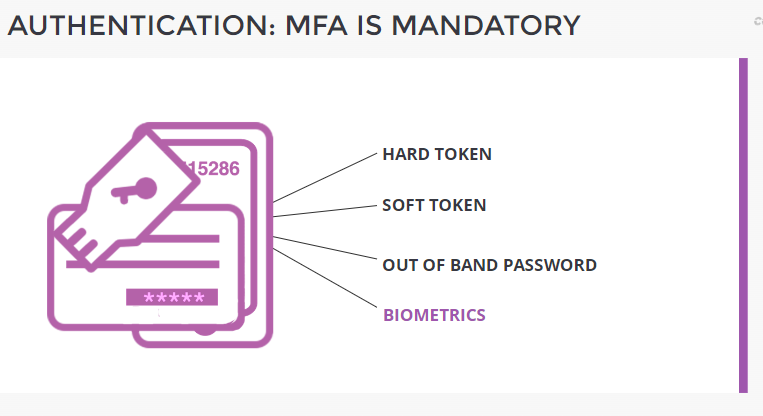 AUTHENTICATION: MFA IS MANDATORY
15286
HARD TOKEN
SOFT TOKEN
OUT OF BAND PASSWORD
BIOMETRICS
*****